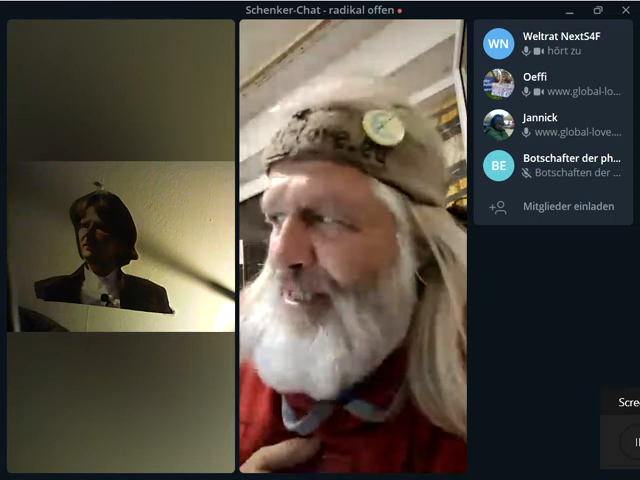 Schenker-Chat - radikal offen
WN
Weltrat NextS4F
hört zu
Oeffi
www.global-lo...
Jannick
www.global-love....
BE
Botschafter der ph...
Botschaften der ...
Mitglieder einladen
Scre